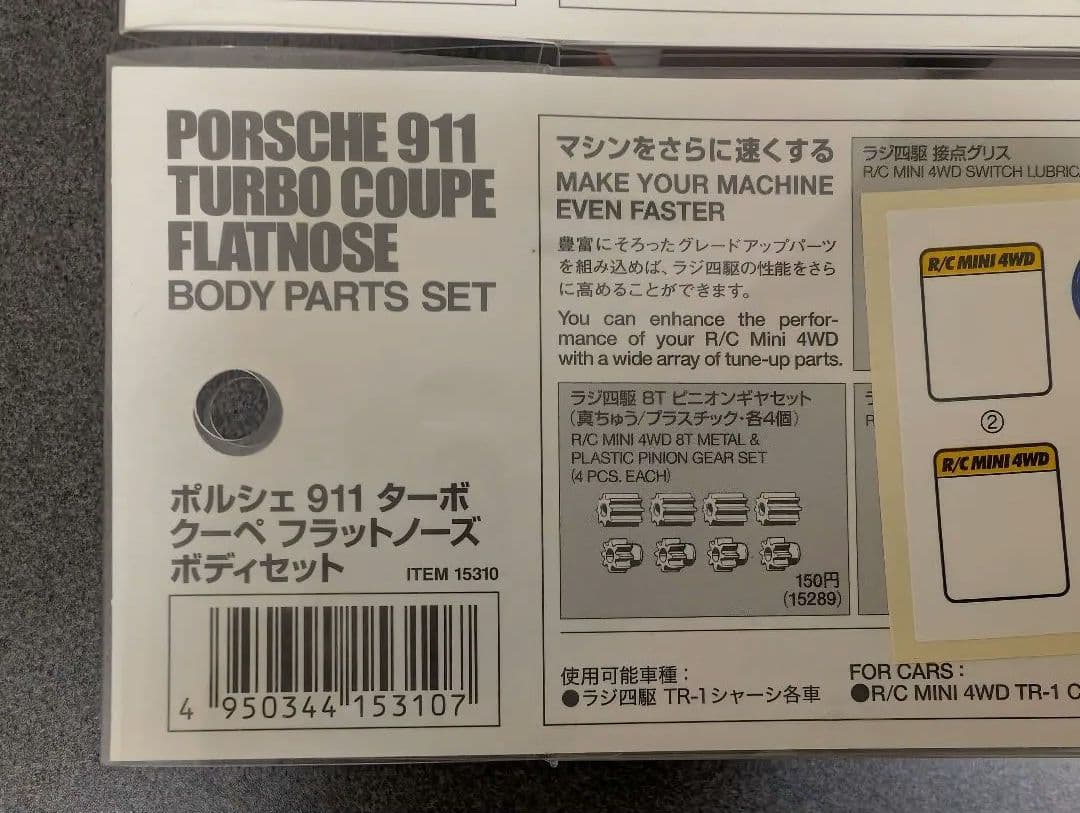 PORSCHE 911
TURBO COUPE
FLATNOSE
BODY PARTS SET
ポルシェ 911 ターボ
クーペ フラットノーズ
ボディセット
ITEM 15310
4 950344 153107
マシンをさらに速くする
MAKE YOUR MACHINE
EVEN FASTER
豊富にそろったグレードアップパーツ
を組み込めば、ラジ四駆の性能をさら
に高めることができます。
You can enhance the perfor-
mance of your R/C Mini 4WD
with a wide array of tune-up parts.
ラジ四駆 8T ピニオンギヤセット
(真ちゅう/プラスチック・各4個)
R/C MINI 4WD 8T METAL &
PLASTIC PINION GEAR SET
(4 PCS. EACH)
150円
(15289)
使用可能車種：
●ラジ四駆 TR-1シャーシ各車
FOR CARS :
●R/C MINI 4WD TR-1 C
ラジ四駆 接点グリス
R/C MINI 4WD SWITCH LUBRIC
ラ
R
R/C MINI 4WD
②
R/C MINI 4WD